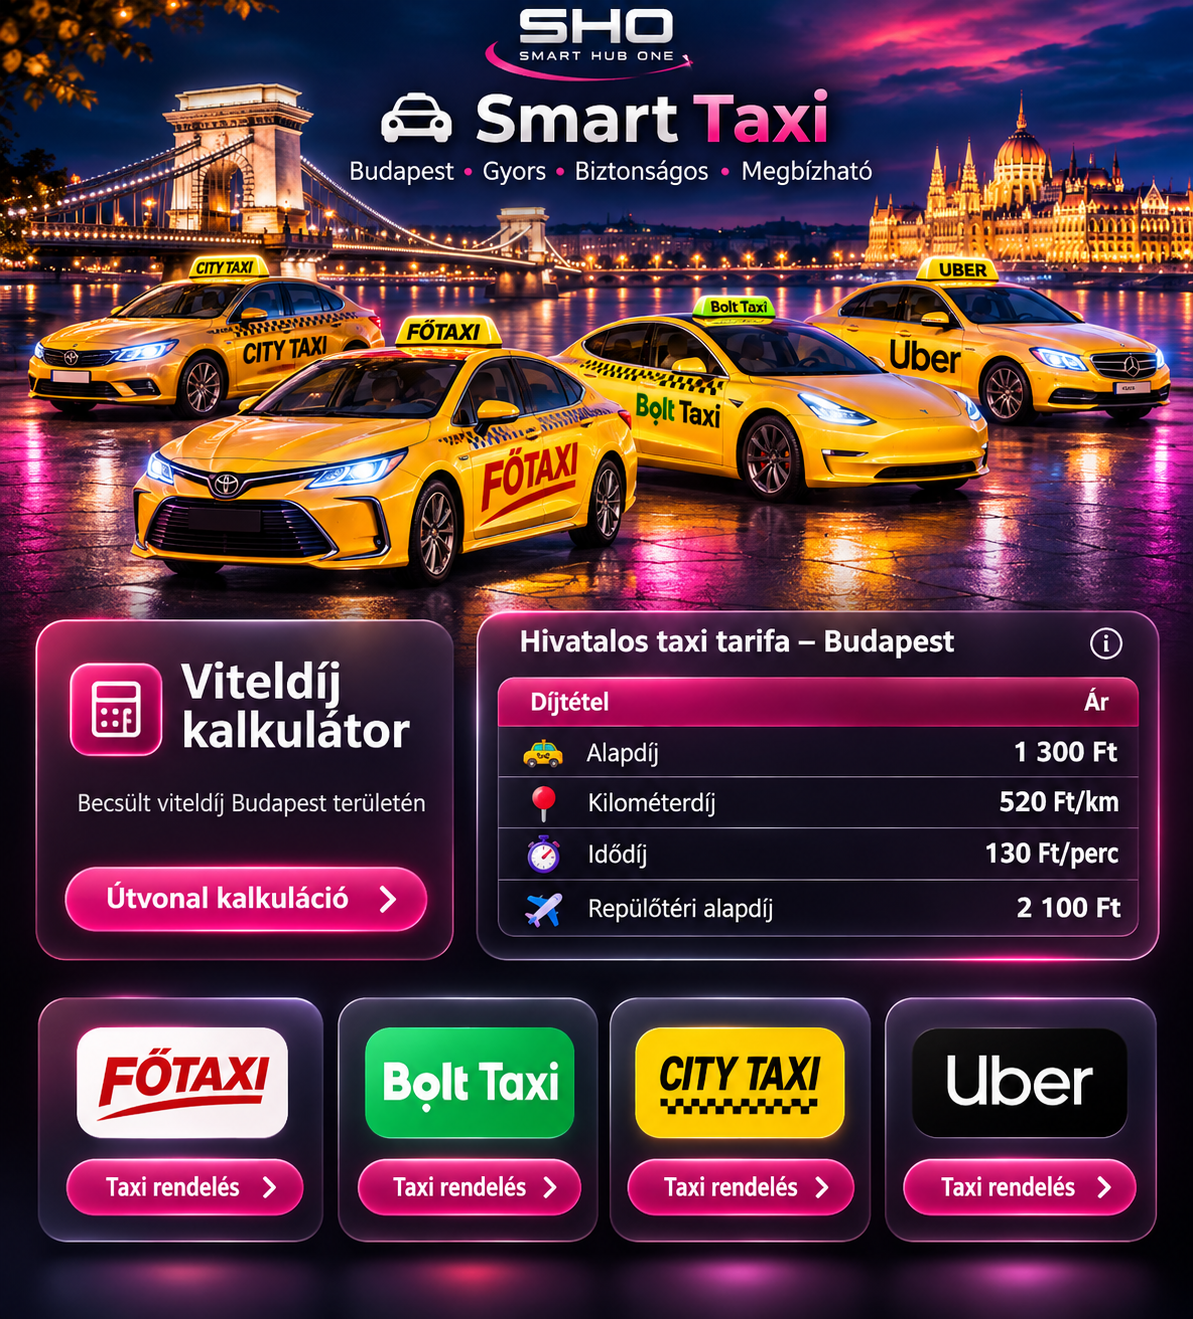 SHO
SMART HUB ONE
Smart Taxi
Budapest • Gyors • Biztonságos • Megbízható
CITY TAXI
UBER
Bolt Taxi
FŐTAXI
CITY TAXI
Uber
Bolt Taxi
FŐTAXI
Viteldíj
kalkulátor
Becsült viteldíj Budapest területén
Útvonal kalkuláció
Hivatalos taxi tarifa – Budapest
Díjtétel Ár
Alapdíj 1 300 Ft
Kilométerdíj 520 Ft/km
Idődíj 130 Ft/perc
Repülőtéri alapdíj 2 100 Ft
FŐTAXI
Bolt Taxi
CITY TAXI
Uber
Taxi rendelés
Taxi rendelés
Taxi rendelés
Taxi rendelés